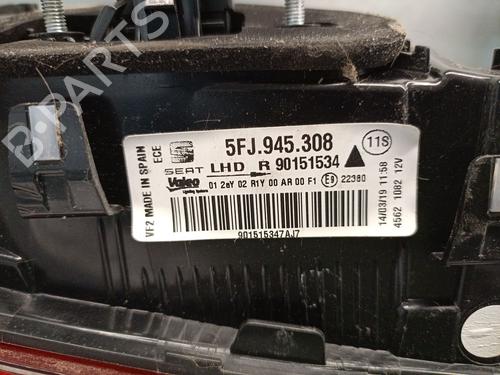 B-Parts
VF2 MADE IN SPAIN
ECE
SEAT
5FJ.945.308
11S
LHD R 90151534
Valeo
01 2aY 02 R1Y 00 AR 00 F1 E9 22380
901515347AJ7
14/03/19 11:58
4562 1082 12V